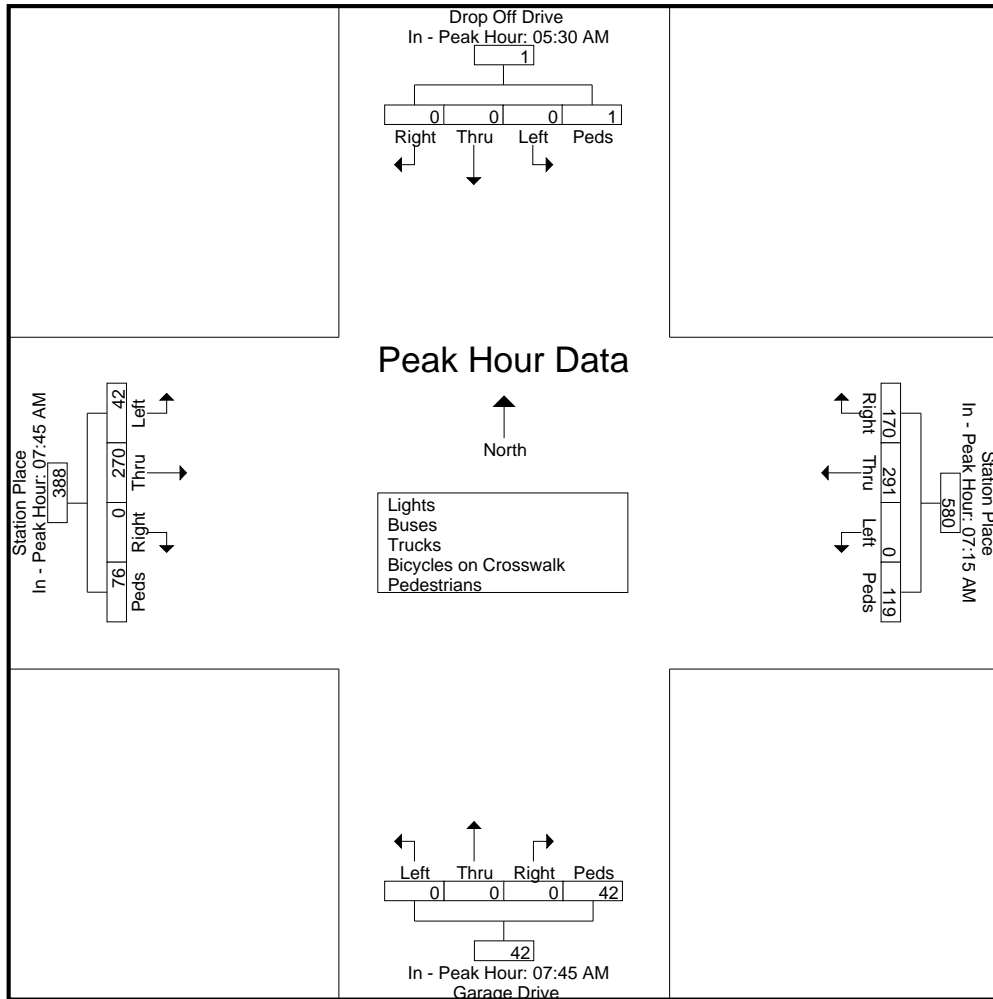 Drop Off Drive
In - Peak Hour: 05:30 AM
1
0 0 0 1
Right Thru Left Peds
Peak Hour Data
North
Lights
Buses
Trucks
Bicycles on Crosswalk
Pedestrians
Station Place
In - Peak Hour: 07:45 AM
388
42 270 0 76
Left Thru Right Peds
Station Place
In - Peak Hour: 07:15 AM
580
170 291 0 119
Right Thru Left Peds
Left Thru Right Peds
0 0 0 42
42
In - Peak Hour: 07:45 AM
Garage Drive